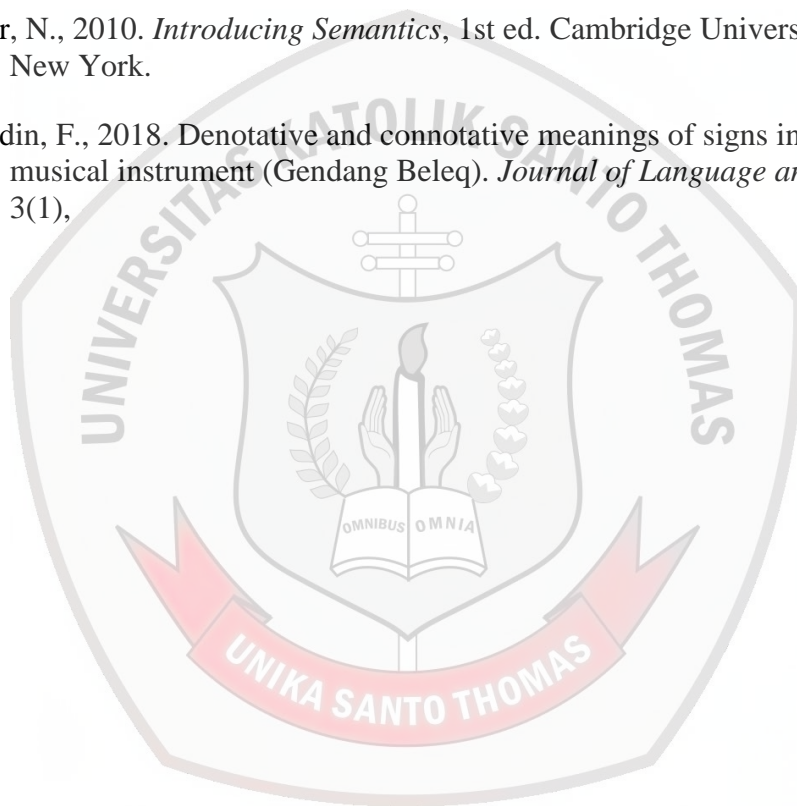 r, N., 2010. Introducing Semantics, 1st ed. Cambridge Univers
New York.
din, F., 2018. Denotative and connotative meanings of signs in
musical instrument (Gendang Beleq). Journal of Language an
3(1),
UNIVERSITAS KATOLIK SANTO THOMAS
OMNIBUS OMNIA
UNIKA SANTO THOMAS